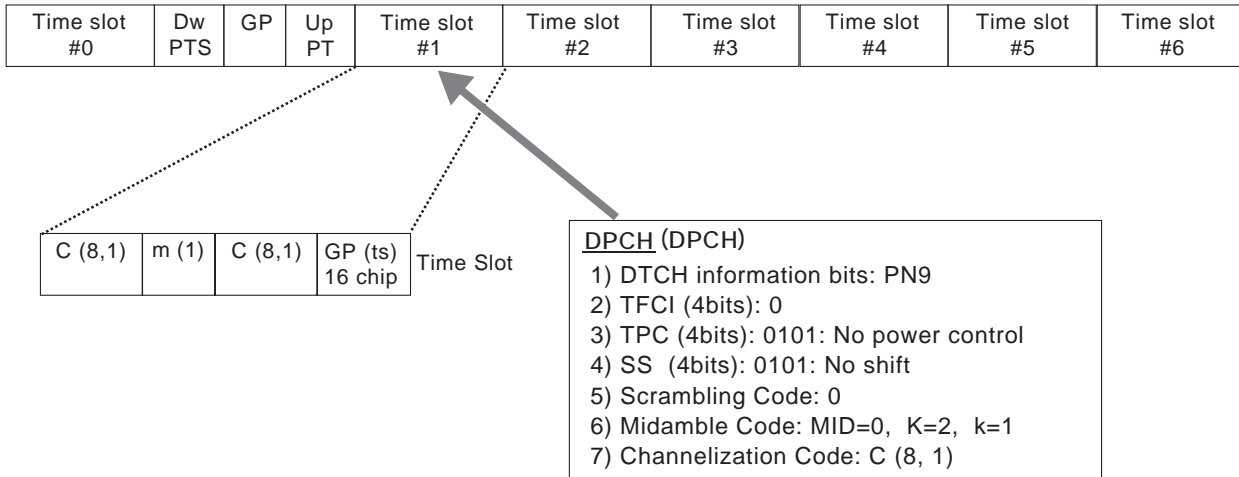 Time slot Dw GP Up Time slot Time slot Time slot Time slot Time slot Time slot
#0 PTS PT #1 #2 #3 #4 #5 #6
C (8,1) m (1) C (8,1) GP (ts) Time Slot
16 chip
DPCH (DPCH)
1) DTCH information bits: PN9
2) TFCI (4bits): 0
3) TPC (4bits): 0101: No power control
4) SS (4bits): 0101: No shift
5) Scrambling Code: 0
6) Midamble Code: MID=0, K=2, k=1
7) Channelization Code: C (8, 1)